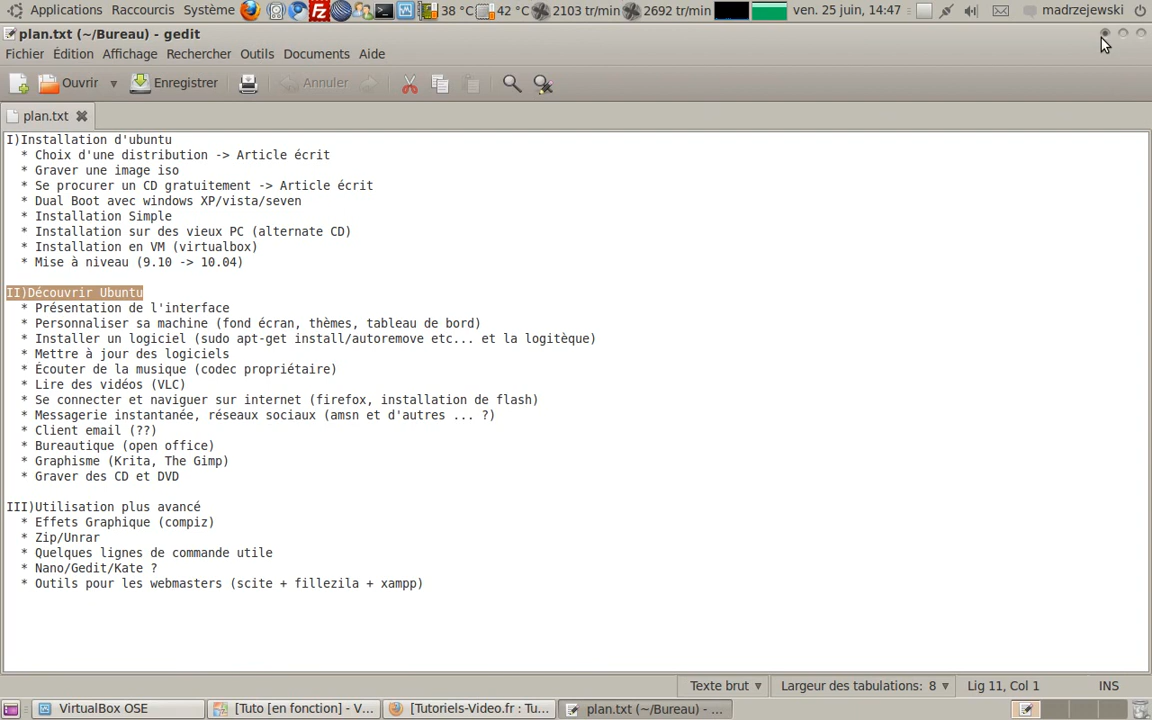 Applications Raccourcis Système 38 °C 42 °C 2103 tr/min 2692 tr/min ven. 25 juin, 14:47 madrzejewski
plan.txt (~/Bureau) - gedit
Fichier Édition Affichage Rechercher Outils Documents Aide
Ouvrir Enregistrer Annuler
plan.txt
I)Installation d'ubuntu
* Choix d'une distribution -> Article écrit
* Graver une image iso
* Se procurer un CD gratuitement -> Article écrit
* Dual Boot avec windows XP/vista/seven
* Installation Simple
* Installation sur des vieux PC (alternate CD)
* Installation en VM (virtualbox)
* Mise à niveau (9.10 -> 10.04)
II)Découvrir Ubuntu
* Présentation de l'interface
* Personnaliser sa machine (fond écran, thèmes, tableau de bord)
* Installer un logiciel (sudo apt-get install/autoremove etc... et la logitèque)
* Mettre à jour des logiciels
* Écouter de la musique (codec propriétaire)
* Lire des vidéos (VLC)
* Se connecter et naviguer sur internet (firefox, installation de flash)
* Messagerie instantanée, réseaux sociaux (amsn et d'autres ... ?)
* Client email (??)
* Bureautique (open office)
* Graphisme (Krita, The Gimp)
* Graver des CD et DVD
III)Utilisation plus avancé
* Effets Graphique (compiz)
* Zip/Unrar
* Quelques lignes de commande utile
* Nano/Gedit/Kate ?
* Outils pour les webmasters (scite + fillezila + xampp)
Texte brut Largeur des tabulations: 8 Lig 11, Col 1 INS
VirtualBox OSE [Tuto [en fonction] - V... [Tutoriels-Video.fr : Tu... plan.txt (~/Bureau) - ...